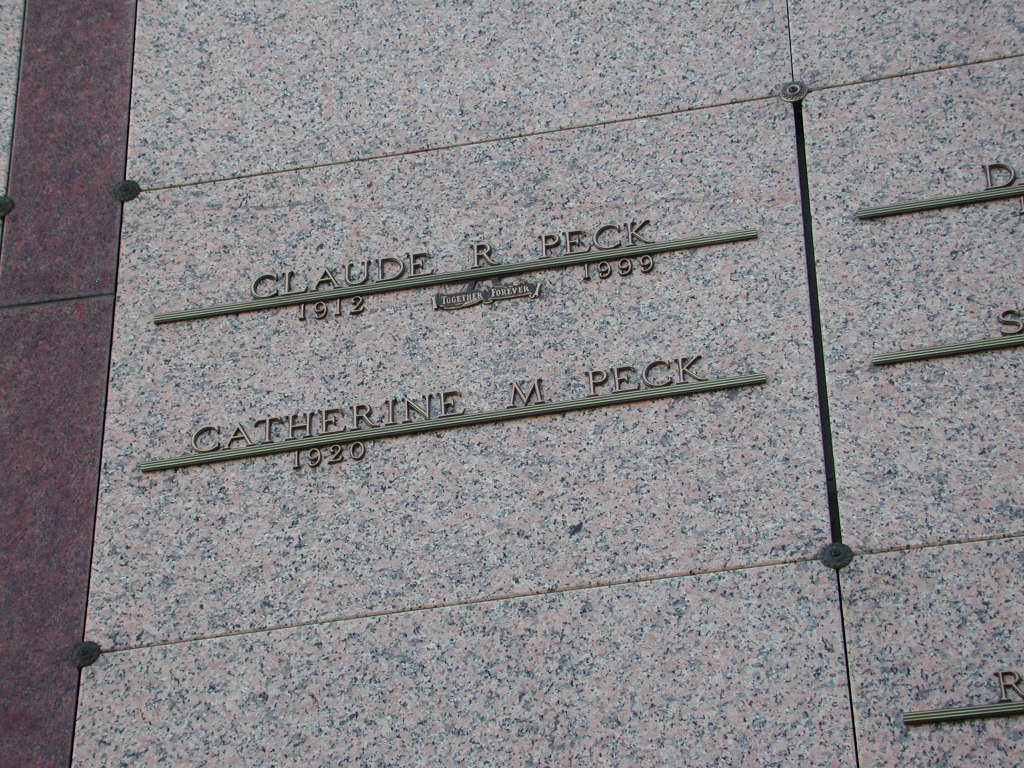 CLAUDE R PECK
1912 1999
TOGETHER FOREVER
CATHERINE M PECK
1920
D
S
R